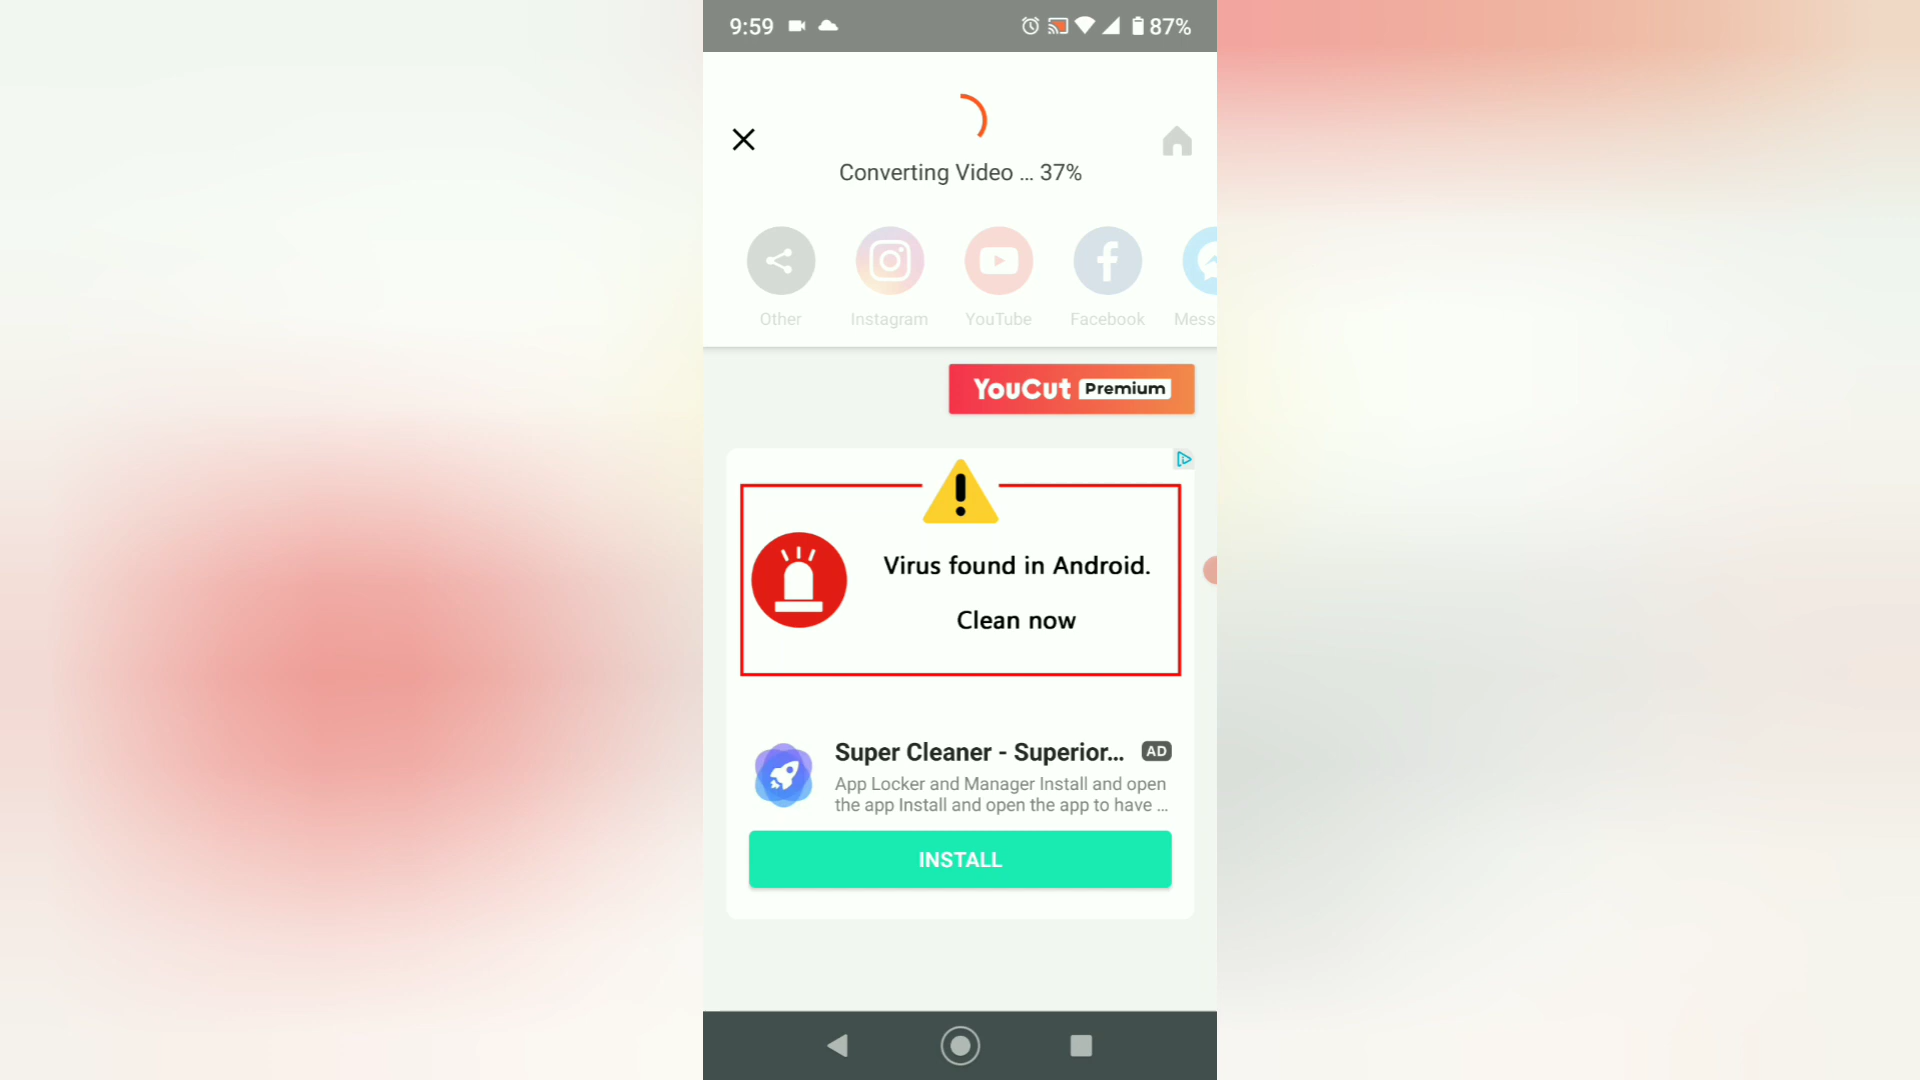 9:59
87%
Converting Video ... 37%
Other
Instagram
YouTube
Facebook
Mess
YouCut Premium
Virus found in Android.
Clean now
Super Cleaner - Superior...
AD
App Locker and Manager Install and open
the app Install and open the app to have ...
INSTALL